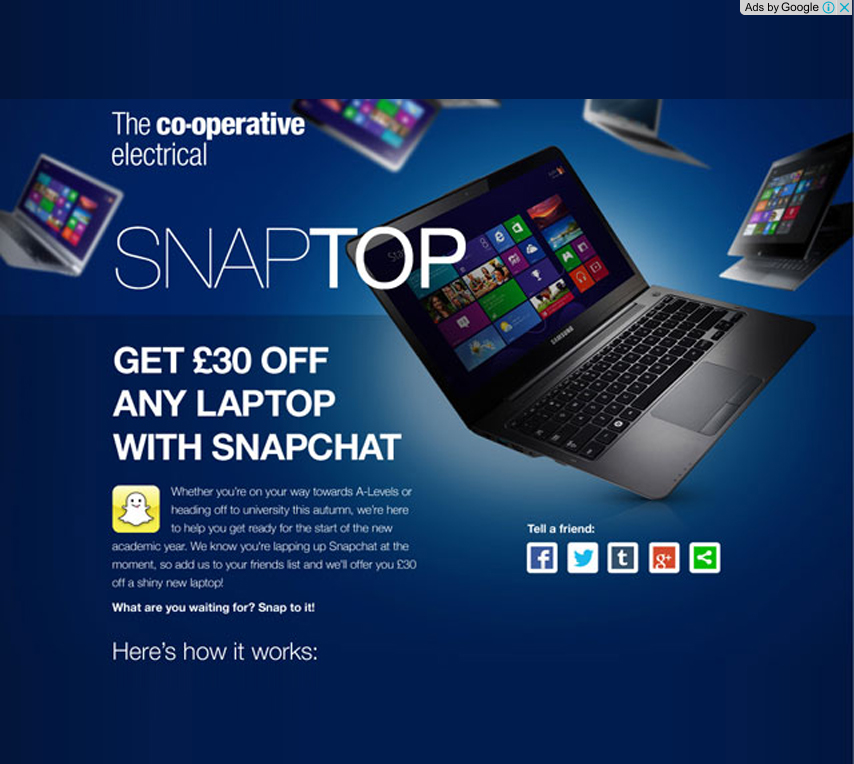 Ads by Google
The co-operative
electrical
SNAPTOP
Start
SAMSUNG
GET £30 OFF
ANY LAPTOP
WITH SNAPCHAT
Whether you're on your way towards A-Levels or
heading off to university this autumn, we're here
to help you get ready for the start of the new
academic year. We know you're lapping up Snapchat at the
moment, so add us to your friends list and we'll offer you £30
off a shiny new laptop!
What are you waiting for? Snap to it!
Tell a friend:
f
t
g+
Here's how it works: